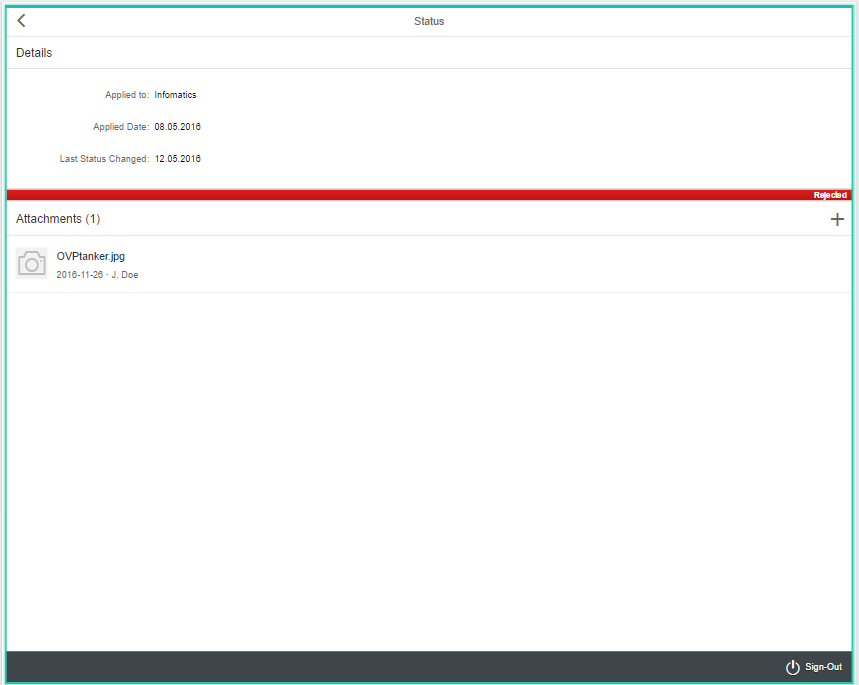 Status
Details
Applied to: Infomatics
Applied Date: 08.05.2016
Last Status Changed: 12.05.2016
Rejected
Attachments (1)
OVPtanker.jpg
2016-11-26 · J. Doe
Sign-Out